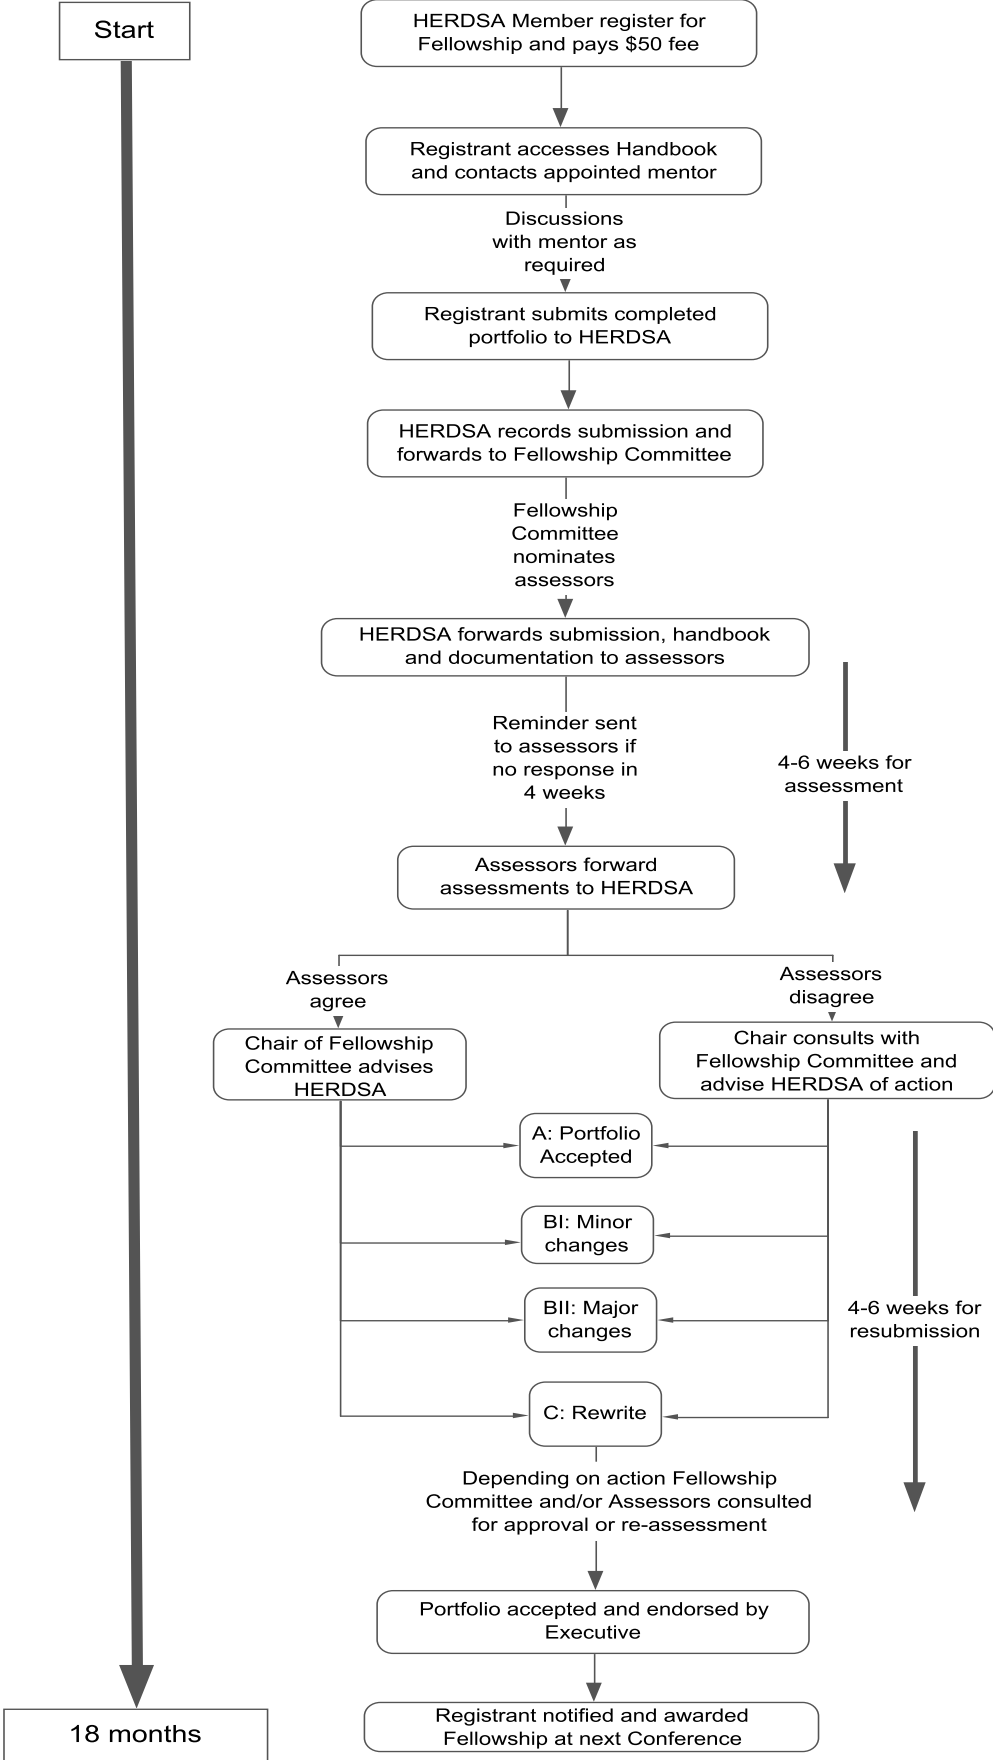 Start
HERDSA Member register for
Fellowship and pays $50 fee
Registrant accesses Handbook
and contacts appointed mentor
Discussions
with mentor as
required
Registrant submits completed
portfolio to HERDSA
HERDSA records submission and
forwards to Fellowship Committee
Fellowship
Committee
nominates
assessors
HERDSA forwards submission, handbook
and documentation to assessors
Reminder sent
to assessors if
no response in
4 weeks
4-6 weeks for
assessment
Assessors forward
assessments to HERDSA
Assessors
agree
Assessors
disagree
Chair of Fellowship
Committee advises
HERDSA
Chair consults with
Fellowship Committee and
advise HERDSA of action
A: Portfolio
Accepted
BI: Minor
changes
BII: Major
changes
4-6 weeks for
resubmission
C: Rewrite
Depending on action Fellowship
Committee and/or Assessors consulted
for approval or re-assessment
Portfolio accepted and endorsed by
Executive
Registrant notified and awarded
Fellowship at next Conference
18 months